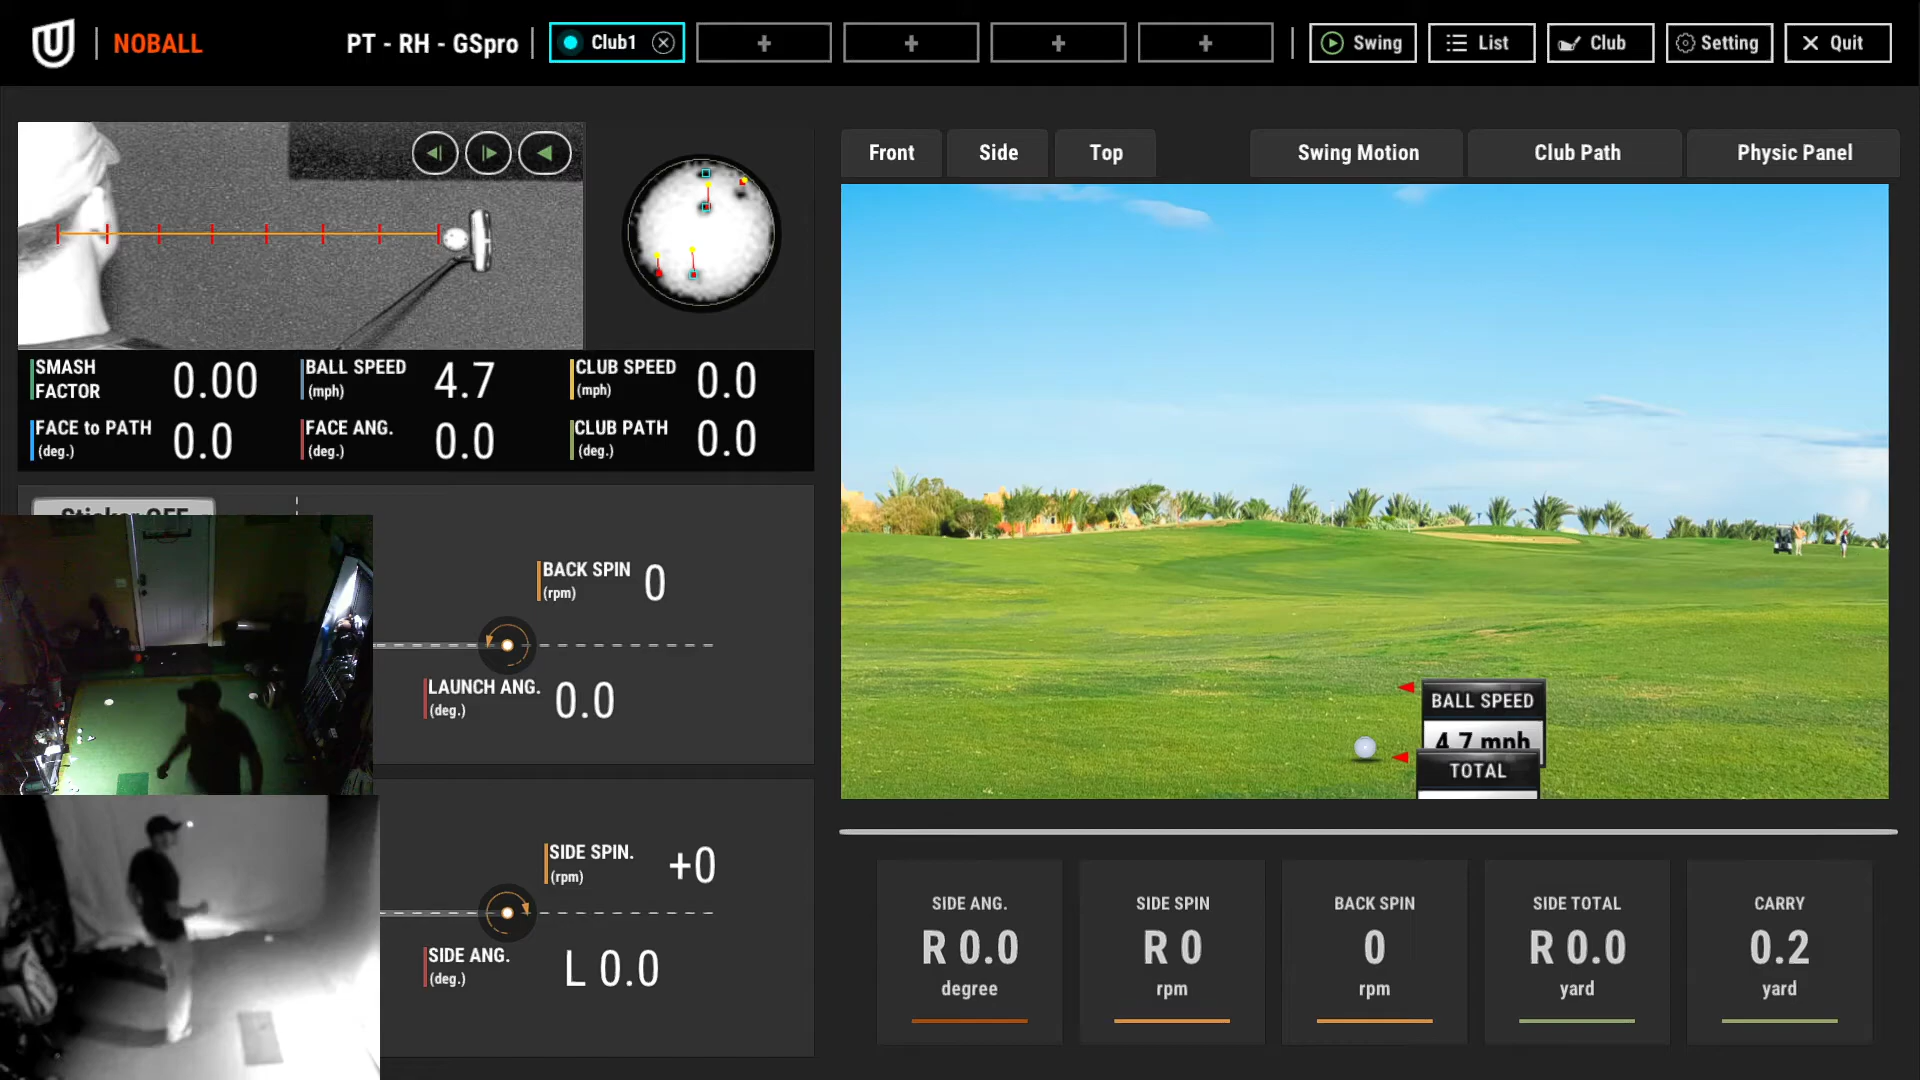 U NOBALL PT - RH - GSpro Club1 + + + + Swing List Club Setting Quit
Front Side Top Swing Motion Club Path Physic Panel
SMASH FACTOR 0.00
BALL SPEED (mph) 4.7
CLUB SPEED (mph) 0.0
FACE to PATH (deg.) 0.0
FACE ANG. (deg.) 0.0
CLUB PATH (deg.) 0.0
Sticker OFF
BACK SPIN (rpm) 0
LAUNCH ANG. (deg.) 0.0
SIDE SPIN. (rpm) +0
SIDE ANG. (deg.) L 0.0
BALL SPEED
4.7 mph
TOTAL
SIDE ANG. SIDE SPIN BACK SPIN SIDE TOTAL CARRY
R 0.0 R 0 0 R 0.0 0.2
degree rpm rpm yard yard